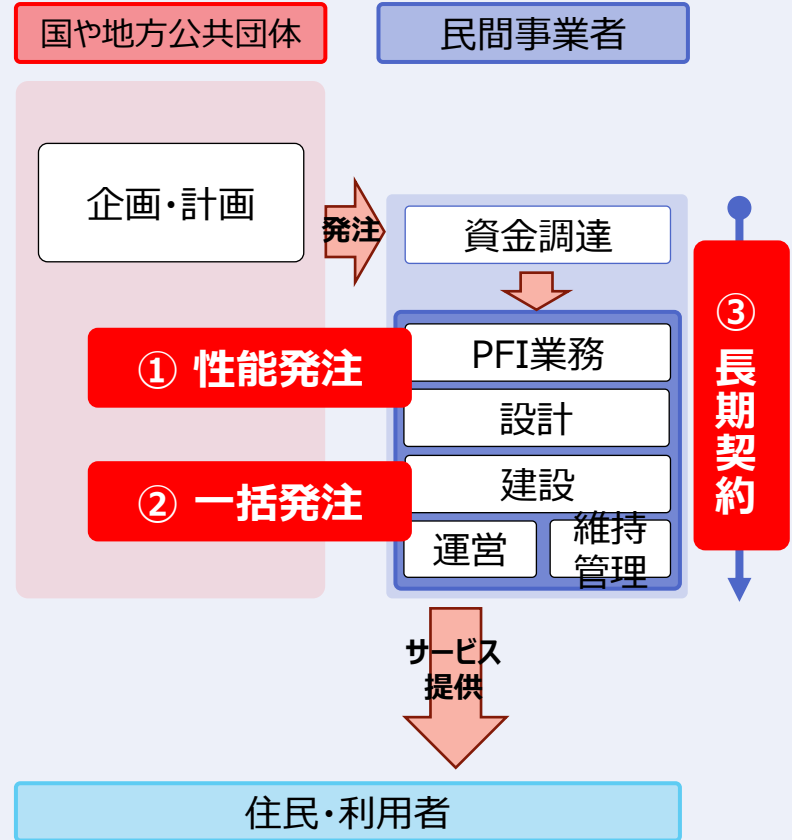 国や地方公共団体
民間事業者
企画・計画
発注
資金調達
① 性能発注
PFI業務
設計
② 一括発注
建設
運営
維持
管理
③
長期契約
サービス
提供
住民・利用者